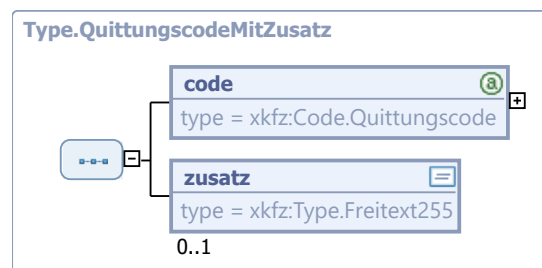 Type.QuittungscodeMitZusatz
code
type = xkfz:Code.Quittungscode
zusatz
type = xkfz:Type.Freitext255
0..1